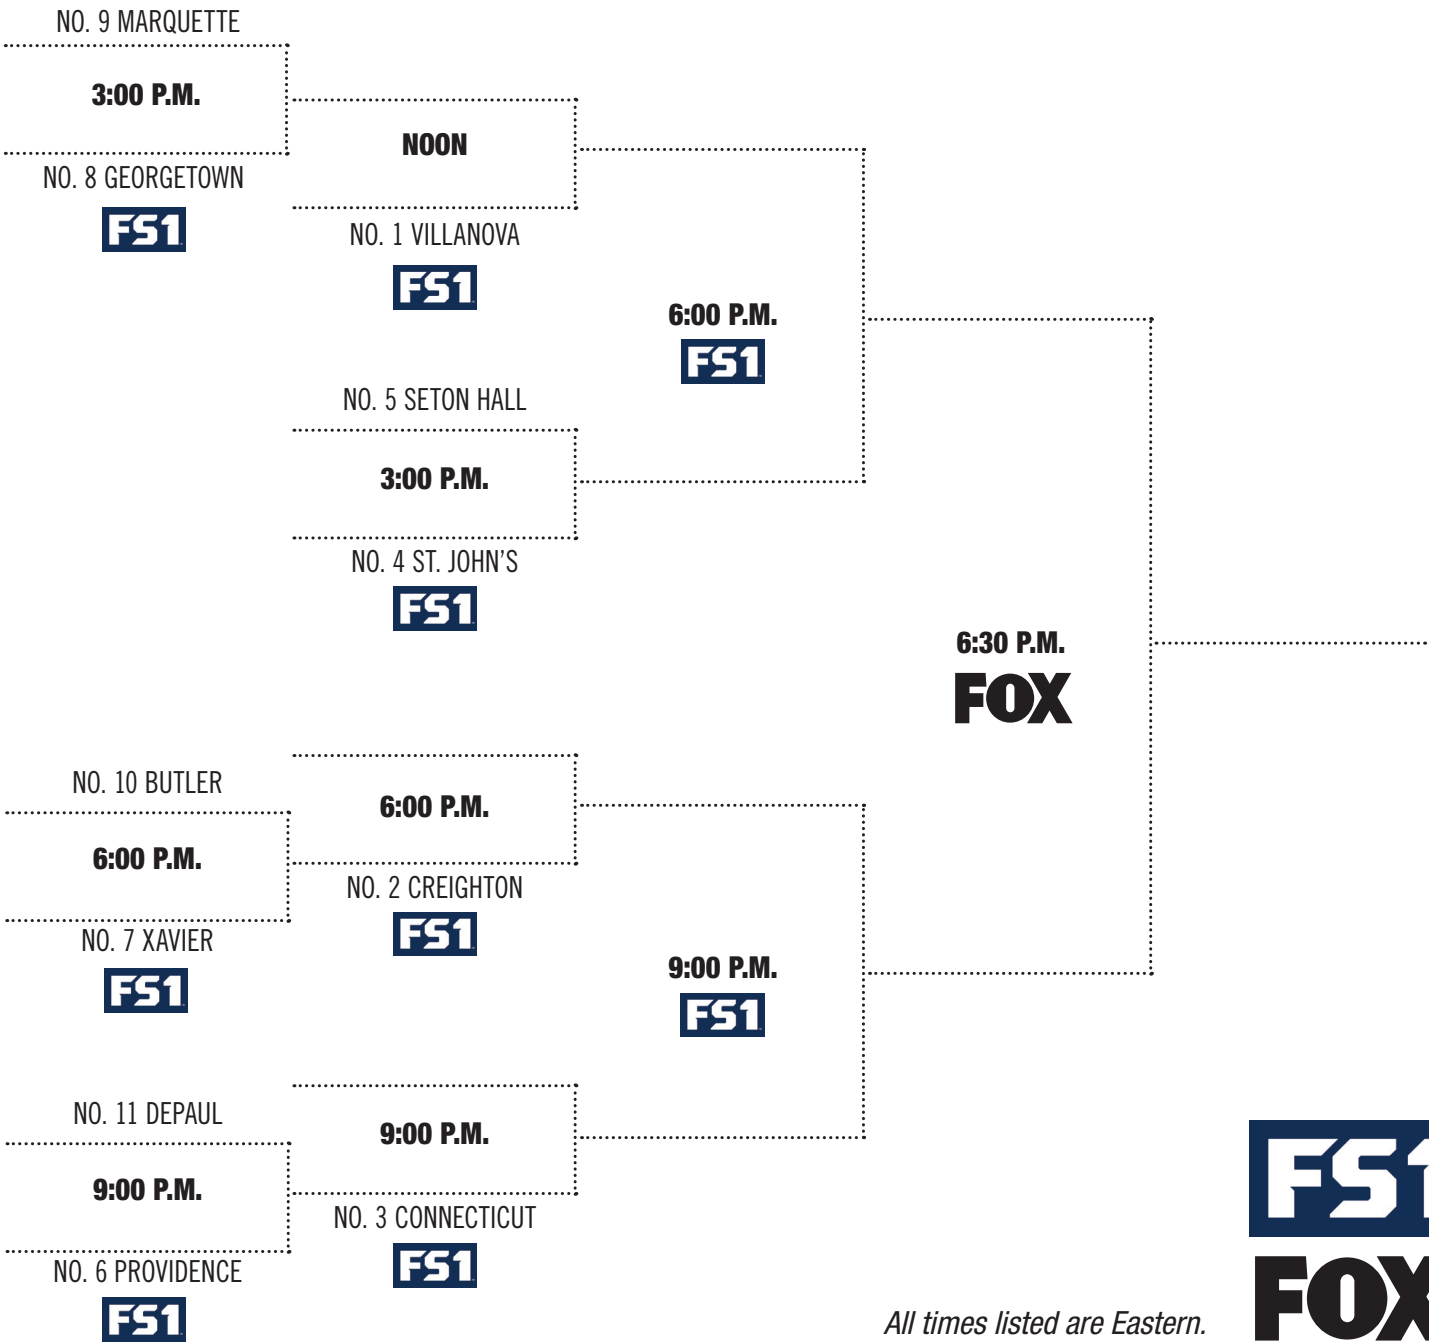 NO. 9 MARQUETTE
3:00 P.M.
NO. 8 GEORGETOWN
FS1
NOON
NO. 1 VILLANOVA
FS1
6:00 P.M.
FS1
NO. 5 SETON HALL
3:00 P.M.
NO. 4 ST. JOHN'S
FS1
6:30 P.M.
FOX
NO. 10 BUTLER
6:00 P.M.
NO. 7 XAVIER
FS1
6:00 P.M.
NO. 2 CREIGHTON
FS1
9:00 P.M.
FS1
NO. 11 DEPAUL
9:00 P.M.
NO. 6 PROVIDENCE
FS1
9:00 P.M.
NO. 3 CONNECTICUT
FS1
All times listed are Eastern.
FS1
FOX